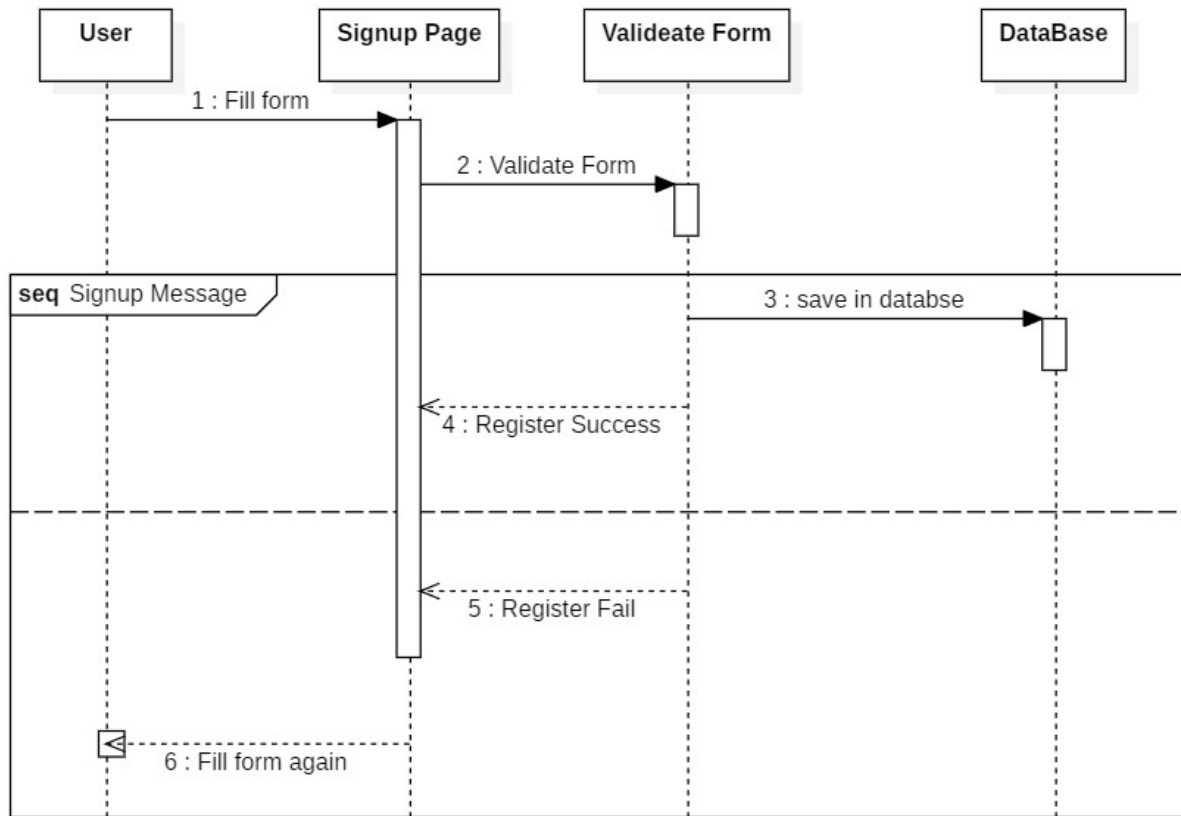 User
Signup Page
Valideate Form
DataBase
1 : Fill form
2 : Validate Form
seq Signup Message
3 : save in databse
4 : Register Success
5 : Register Fail
6 : Fill form again